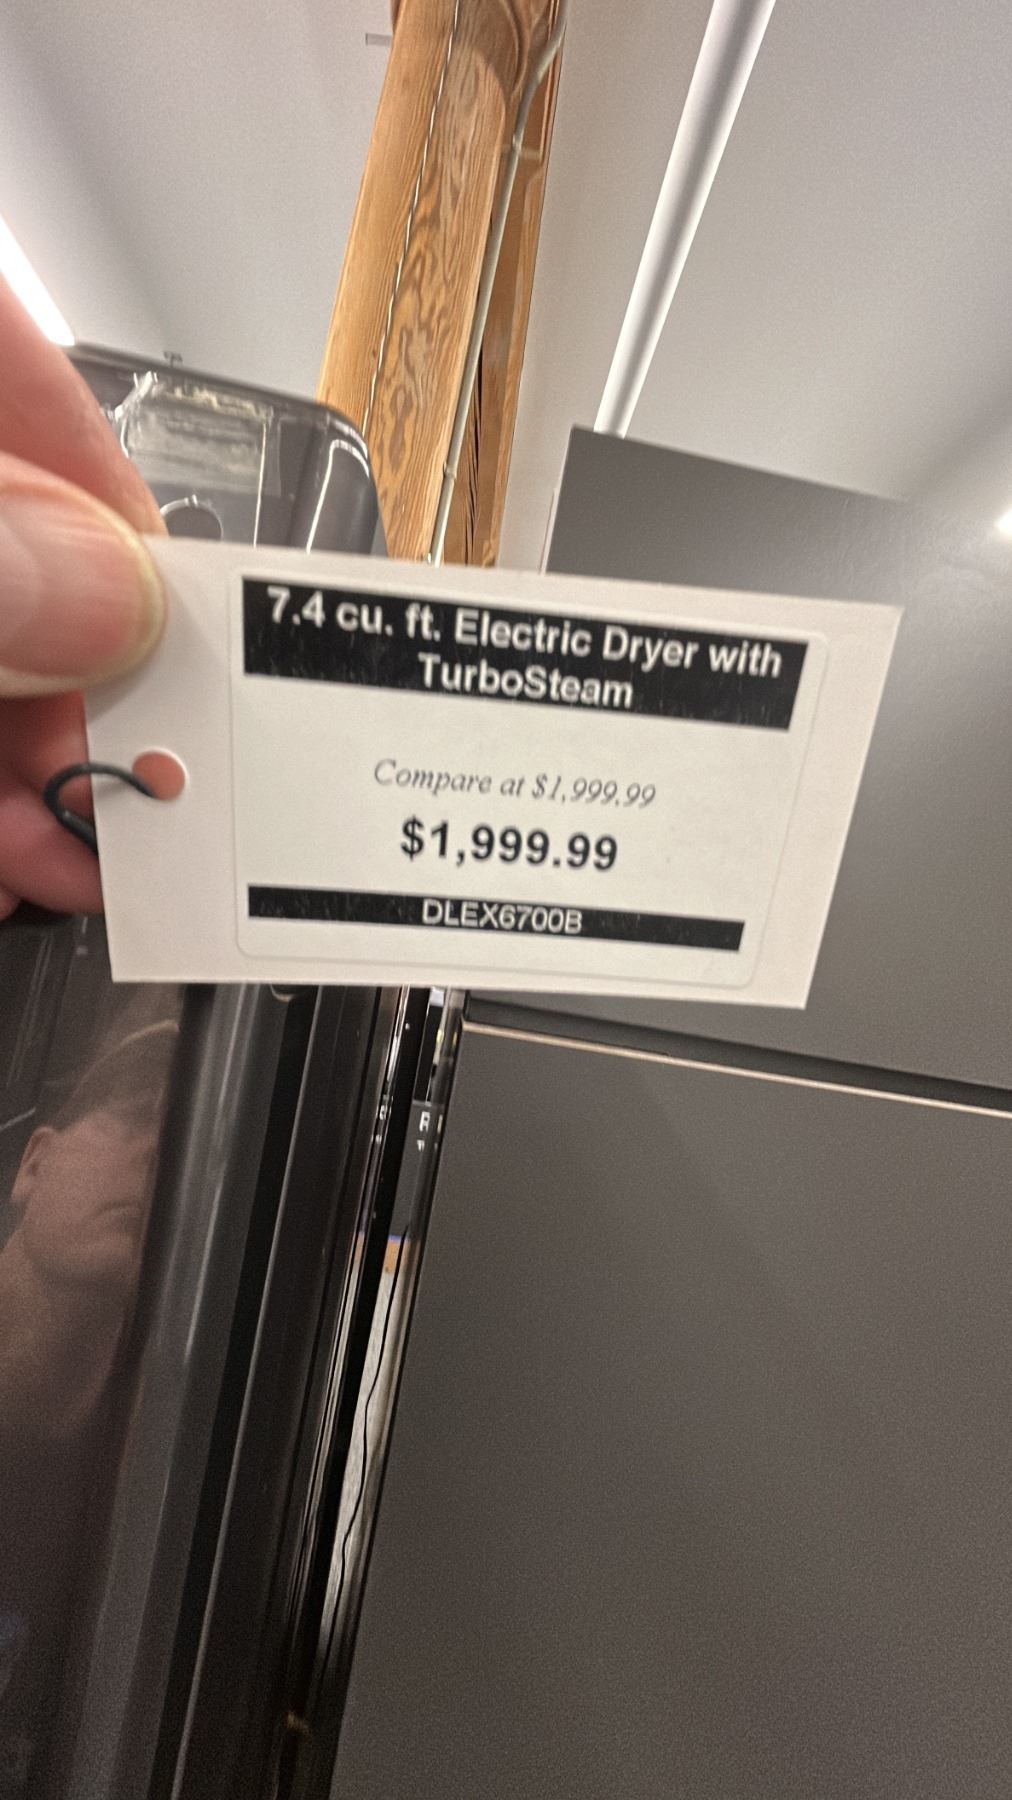 7.4 cu. ft. Electric Dryer with
TurboSteam
Compare at $1,999.99
$1,999.99
DLEX6700B